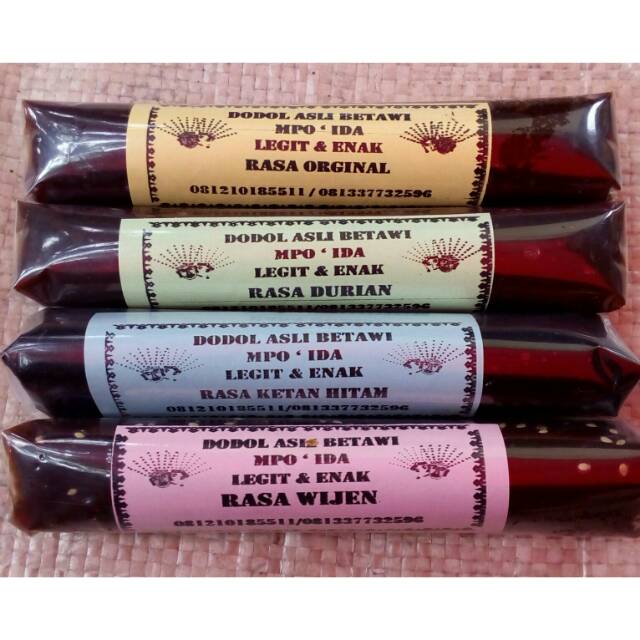 DODOL ASLI BETAWI
MPO ' IDA
LEGIT & ENAK
RASA ORGINAL
081210185511 / 081337732596
DODOL ASLI BETAWI
MPO ' IDA
LEGIT & ENAK
RASA DURIAN
DODOL ASLI BETAWI
MPO ' IDA
LEGIT & ENAK
RASA KETAN HITAM
081210185511/081337732596
DODOL ASLI BETAWI
MPO ' IDA
LEGIT & ENAK
RASA WIJEN
081210185511/081337732596